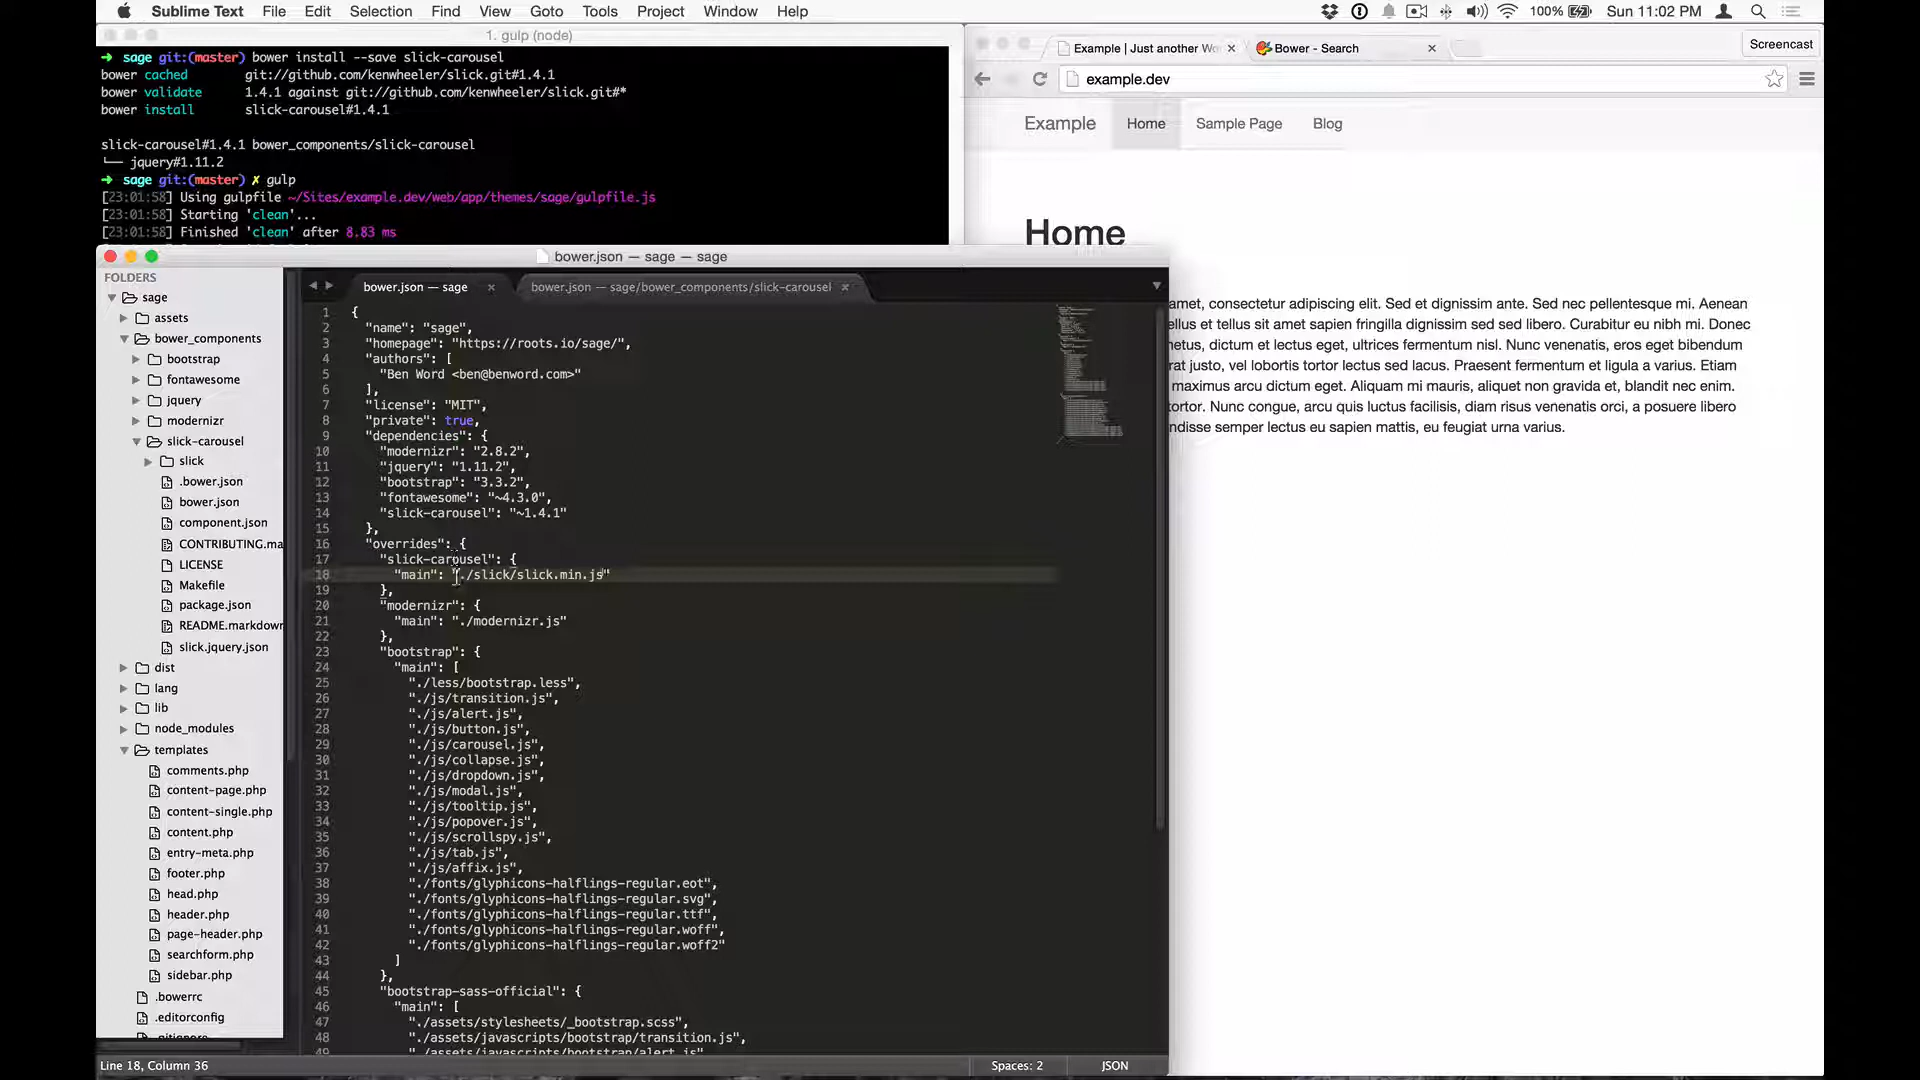 Sublime Text File Edit Selection Find View Goto Tools Project Window Help 100% Sun 11:02 PM
1. gulp (node)
➜ sage git:(master) bower install --save slick-carousel
bower cached git://github.com/kenwheeler/slick.git#1.4.1
bower validate 1.4.1 against git://github.com/kenwheeler/slick.git#*
bower install slick-carousel#1.4.1
slick-carousel#1.4.1 bower_components/slick-carousel
└── jquery#1.11.2
➜ sage git:(master) ✗ gulp
[23:01:58] Using gulpfile ~/Sites/example.dev/web/app/themes/sage/gulpfile.js
[23:01:58] Starting 'clean'...
[23:01:58] Finished 'clean' after 8.83 ms
Example | Just another Wo
Bower - Search
Screencast
example.dev
Example Home Sample Page Blog
Home
amet, consectetur adipiscing elit. Sed et dignissim ante. Sed nec pellentesque mi. Aenean
ellus et tellus sit amet sapien fringilla dignissim sed sed libero. Curabitur eu nibh mi. Donec
netus, dictum et lectus eget, ultrices fermentum nisl. Nunc venenatis, eros eget bibendum
rat justo, vel lobortis tortor lectus sed lacus. Praesent fermentum et ligula a varius. Etiam
maximus arcu dictum eget. Aliquam mi mauris, aliquet non gravida et, blandit nec enim.
tortor. Nunc congue, arcu quis luctus facilisis, diam risus venenatis orci, a posuere libero
ndisse semper lectus eu sapien mattis, eu feugiat urna varius.
bower.json — sage — sage
FOLDERS
sage
assets
bower_components
bootstrap
fontawesome
jquery
modernizr
slick-carousel
slick
.bower.json
bower.json
component.json
CONTRIBUTING.ma
LICENSE
Makefile
package.json
README.markdown
slick.jquery.json
dist
lang
lib
node_modules
templates
comments.php
content-page.php
content-single.php
content.php
entry-meta.php
footer.php
head.php
header.php
page-header.php
searchform.php
sidebar.php
.bowerrc
.editorconfig
.gitignore
bower.json — sage
bower.json — sage/bower_components/slick-carousel
1 {
2 "name": "sage",
3 "homepage": "https://roots.io/sage/",
4 "authors": [
5 "Ben Word <ben@benword.com>"
6 ],
7 "license": "MIT",
8 "private": true,
9 "dependencies": {
10 "modernizr": "2.8.2",
11 "jquery": "1.11.2",
12 "bootstrap": "3.3.2",
13 "fontawesome": "~4.3.0",
14 "slick-carousel": "~1.4.1"
15 },
16 "overrides": {
17 "slick-carousel": {
18 "main": "./slick/slick.min.js"
19 },
20 "modernizr": {
21 "main": "./modernizr.js"
22 },
23 "bootstrap": {
24 "main": [
25 "./less/bootstrap.less",
26 "./js/transition.js",
27 "./js/alert.js",
28 "./js/button.js",
29 "./js/carousel.js",
30 "./js/collapse.js",
31 "./js/dropdown.js",
32 "./js/modal.js",
33 "./js/tooltip.js",
34 "./js/popover.js",
35 "./js/scrollspy.js",
36 "./js/tab.js",
37 "./js/affix.js",
38 "./fonts/glyphicons-halflings-regular.eot",
39 "./fonts/glyphicons-halflings-regular.svg",
40 "./fonts/glyphicons-halflings-regular.ttf",
41 "./fonts/glyphicons-halflings-regular.woff",
42 "./fonts/glyphicons-halflings-regular.woff2"
43 ]
44 },
45 "bootstrap-sass-official": {
46 "main": [
47 "./assets/stylesheets/_bootstrap.scss",
48 "./assets/javascripts/bootstrap/transition.js",
49 "./assets/javascripts/bootstrap/alert.js"
Line 18, Column 36 Spaces: 2 JSON